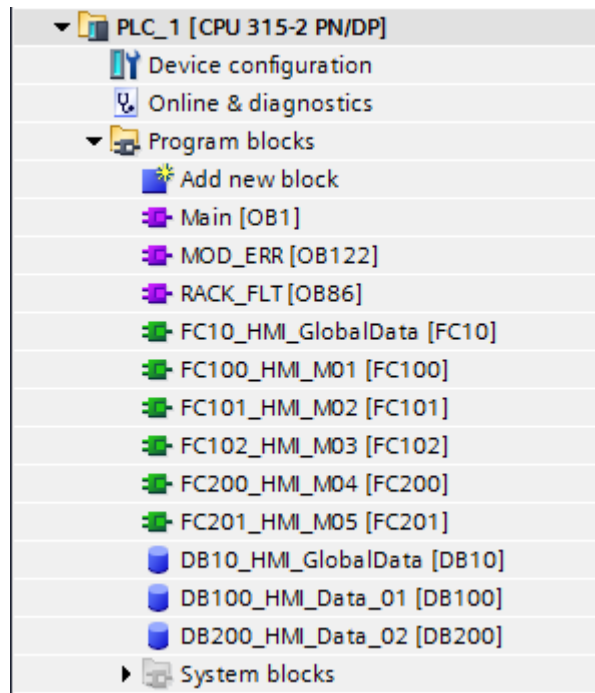 PLC_1 [CPU 315-2 PN/DP]
Device configuration
Online & diagnostics
Program blocks
Add new block
Main [OB1]
MOD_ERR [OB122]
RACK_FLT [OB86]
FC10_HMI_GlobalData [FC10]
FC100_HMI_M01 [FC100]
FC101_HMI_M02 [FC101]
FC102_HMI_M03 [FC102]
FC200_HMI_M04 [FC200]
FC201_HMI_M05 [FC201]
DB10_HMI_GlobalData [DB10]
DB100_HMI_Data_01 [DB100]
DB200_HMI_Data_02 [DB200]
System blocks